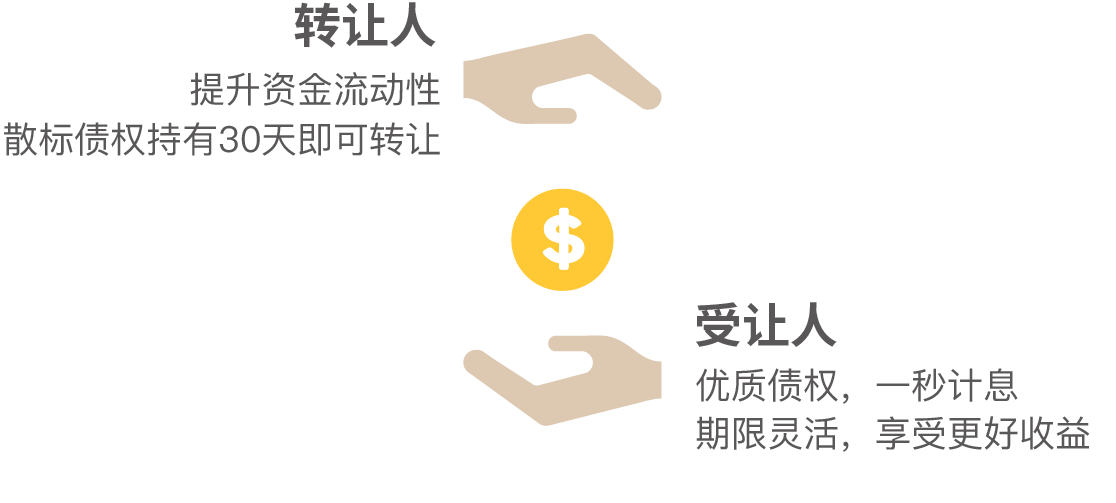 转让人
提升资金流动性
散标债权持有30天即可转让
$
受让人
优质债权，一秒计息
期限灵活，享受更好收益